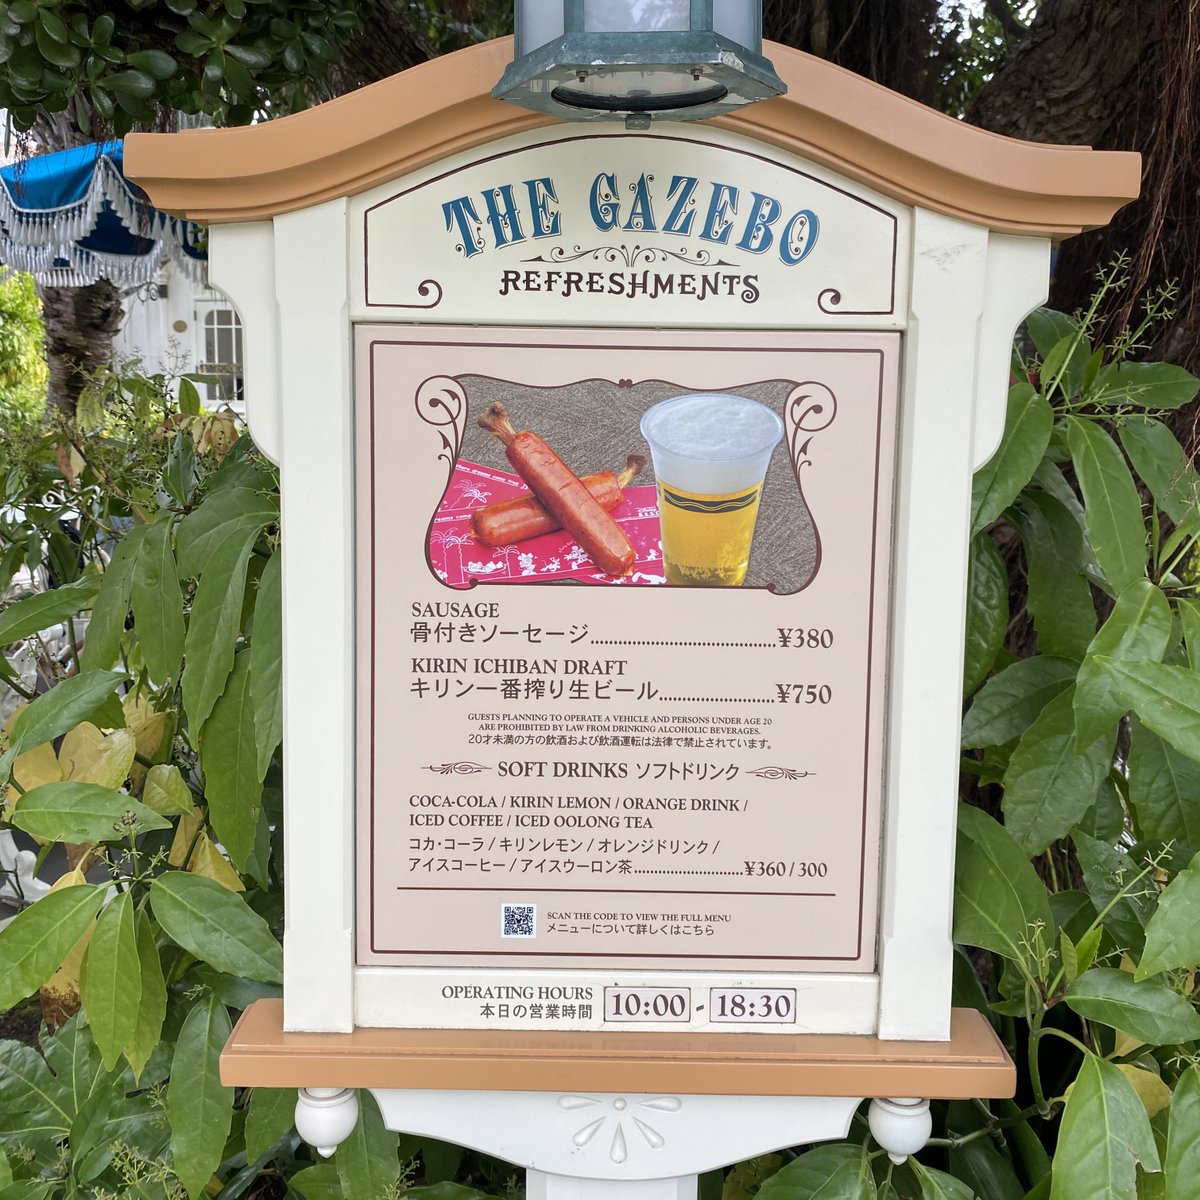 THE GAZEBO
REFRESHMENTS
SAUSAGE
骨付きソーセージ..............................¥380
KIRIN ICHIBAN DRAFT
キリン一番搾り生ビール....................¥750
GUESTS PLANNING TO OPERATE A VEHICLE AND PERSONS UNDER AGE 20
ARE PROHIBITED BY LAW FROM DRINKING ALCOHOLIC BEVERAGES.
20才未満の方の飲酒および飲酒運転は法律で禁止されています。
SOFT DRINKS ソフトドリンク
COCA-COLA / KIRIN LEMON / ORANGE DRINK /
ICED COFFEE / ICED OOLONG TEA
コカ・コーラ / キリンレモン / オレンジドリンク /
アイスコーヒー / アイスウーロン茶..........................¥360 / 300
SCAN THE CODE TO VIEW THE FULL MENU
メニューについて詳しくはこちら
OPERATING HOURS
本日の営業時間 10:00 - 18:30